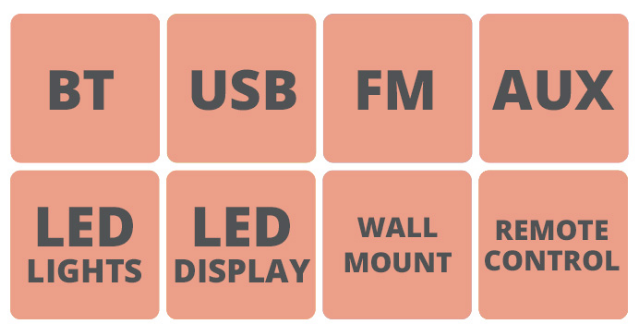 BT
USB
FM
AUX
LED
LIGHTS
LED
DISPLAY
WALL
MOUNT
REMOTE
CONTROL